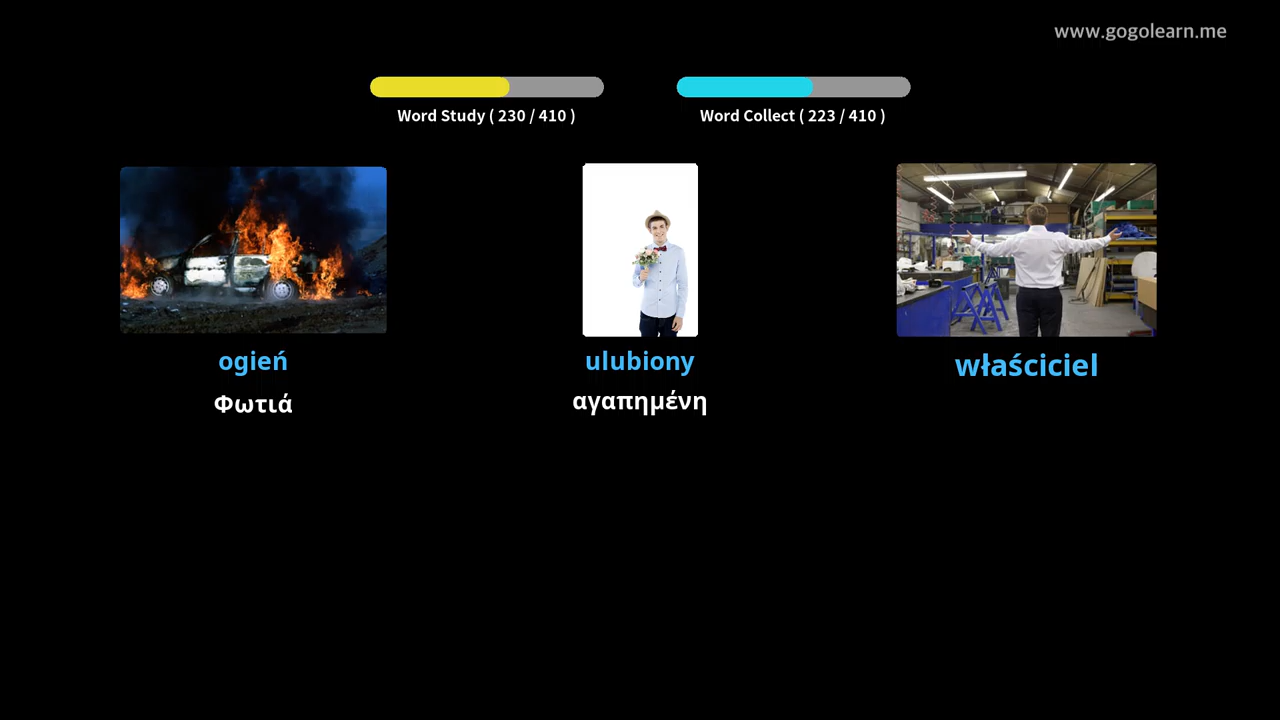 www.gogolearn.me
Word Study ( 230 / 410 )
Word Collect ( 223 / 410 )
ogień
ulubiony
właściciel
Φωτιά
αγαπημένη